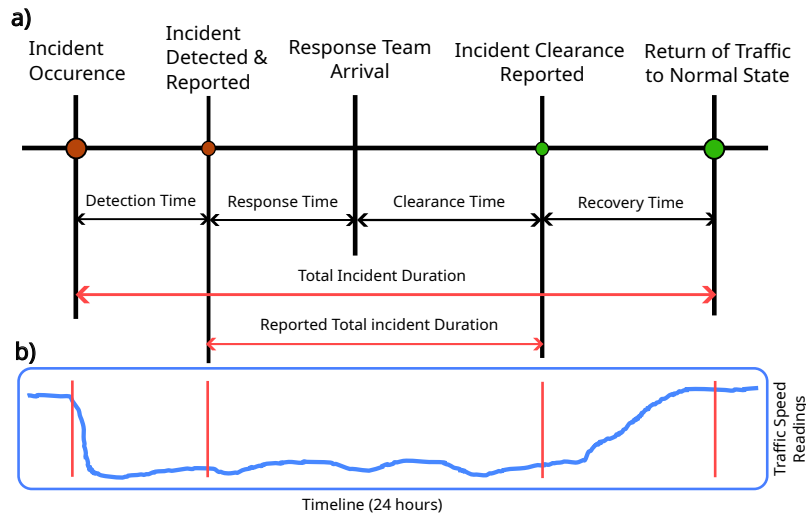 a)
Incident
Occurence
Incident
Detected &
Reported
Response Team
Arrival
Incident Clearance
Reported
Return of Traffic
to Normal State
Detection Time
Response Time
Clearance Time
Recovery Time
Total Incident Duration
Reported Total incident Duration
b)
Traffic Speed
Readings
Timeline (24 hours)